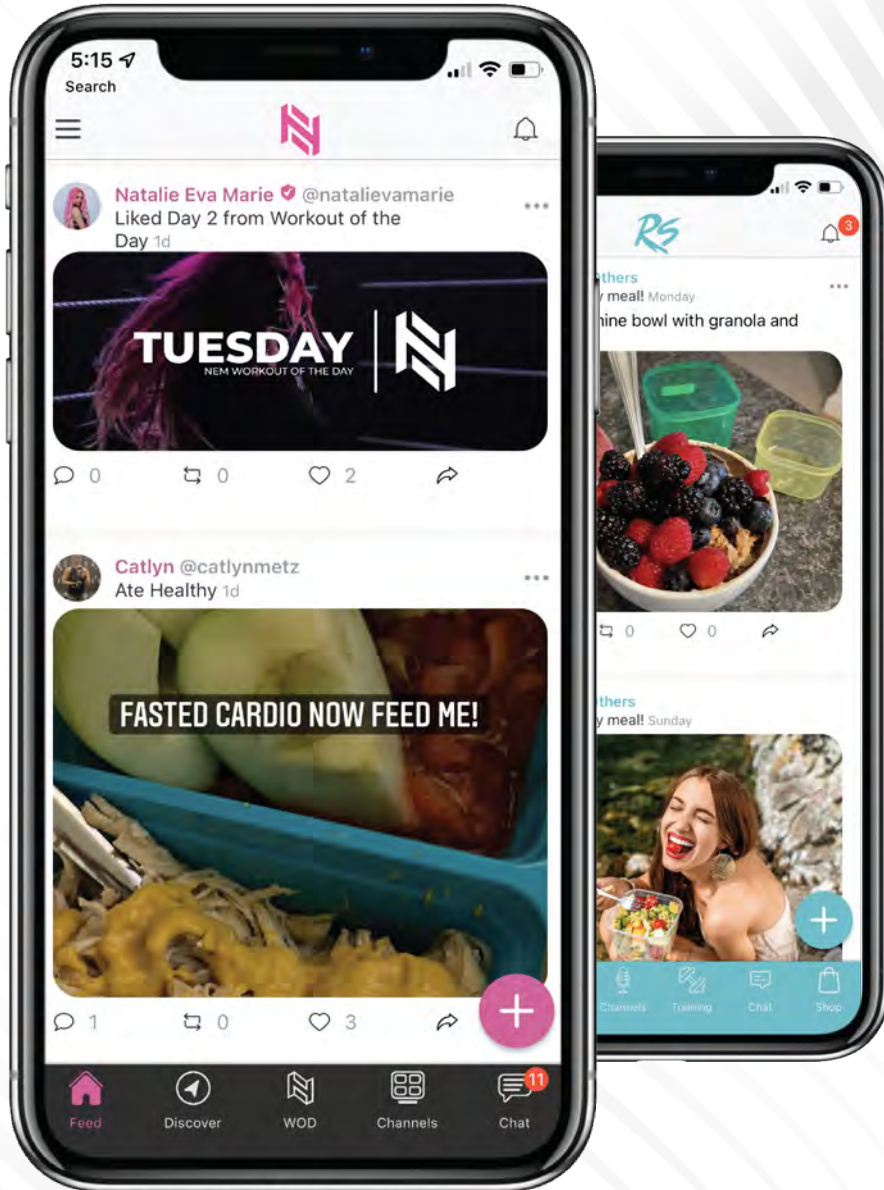 5:15
Search
Natalie Eva Marie @natalievamarie
Liked Day 2 from Workout of the
Day 1d
TUESDAY
NEM WORKOUT OF THE DAY
0
0
2
Catlyn @catlynmetz
Ate Healthy 1d
FASTED CARDIO NOW FEED ME!
1
0
3
Feed
Discover
WOD
Channels
11
Chat
RS
3
thers
y meal! Monday
nine bowl with granola and
0
0
thers
y meal! Sunday
Channels
Training
Chat
Shop